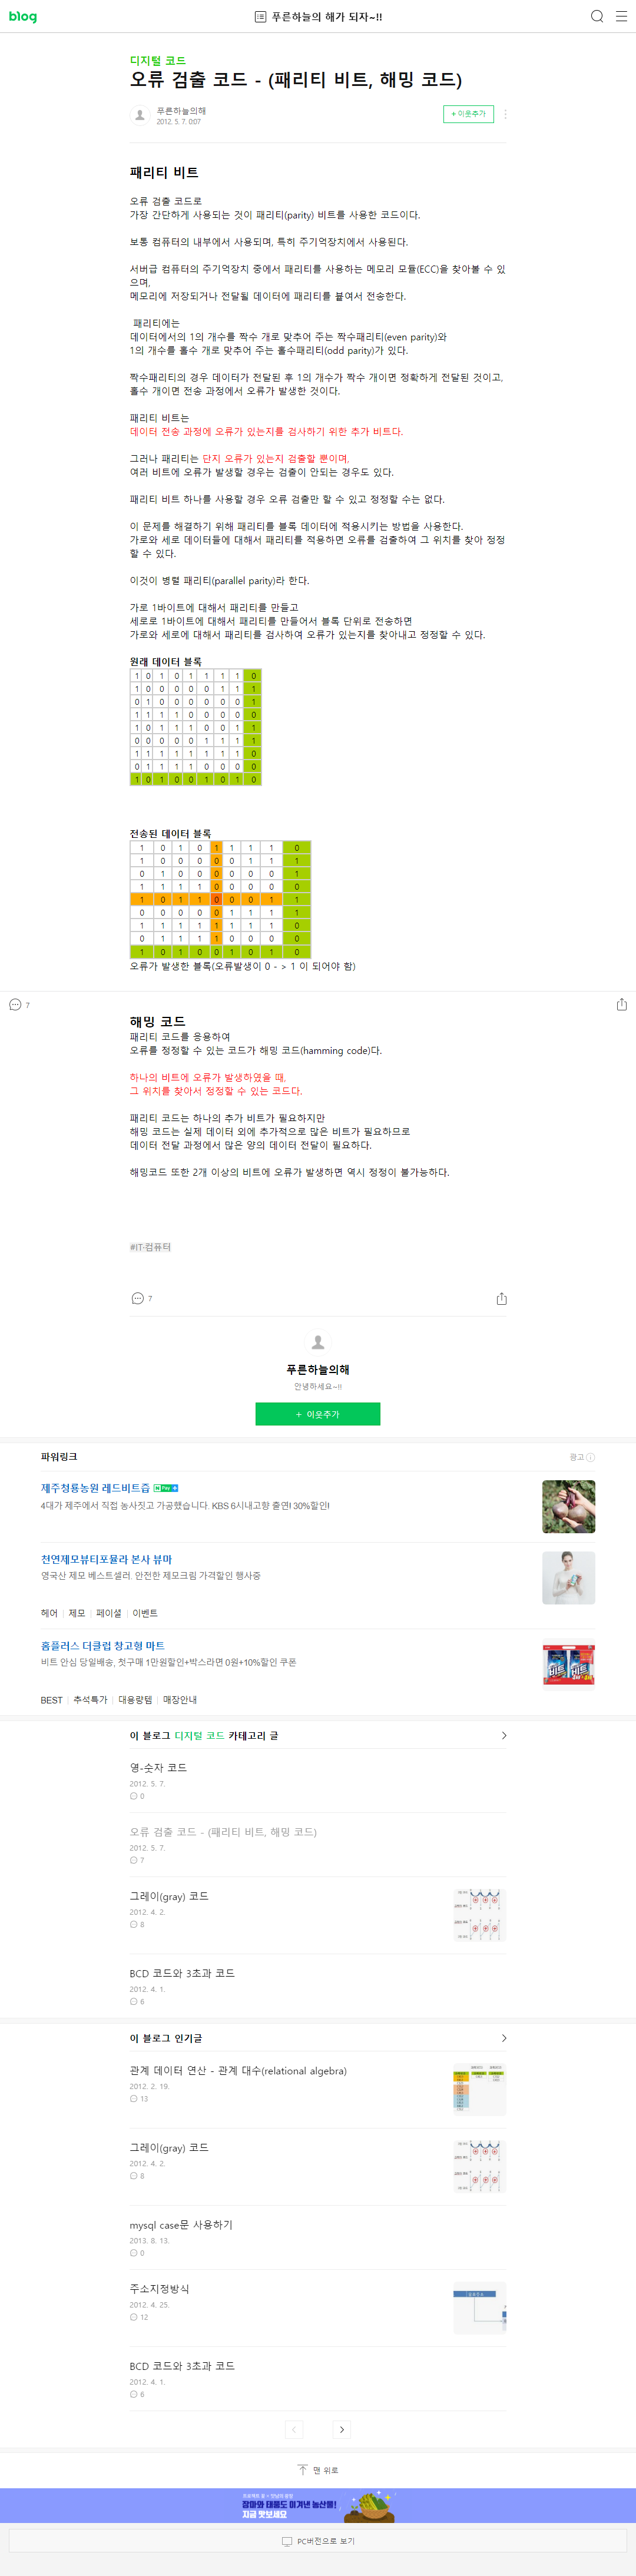 blog
푸른하늘의 해가 되자~!!
디지털 코드
오류 검출 코드 - (패리티 비트, 해밍 코드)
푸른하늘의해
2012. 5. 7. 0:07
+ 이웃추가
패리티 비트
오류 검출 코드로
가장 간단하게 사용되는 것이 패리티(parity) 비트를 사용한 코드이다.
보통 컴퓨터의 내부에서 사용되며, 특히 주기억장치에서 사용된다.
서버급 컴퓨터의 주기억장치 중에서 패리티를 사용하는 메모리 모듈(ECC)을 찾아볼 수 있
으며,
메모리에 저장되거나 전달될 데이터에 패리티를 붙여서 전송한다.
패리티에는
데이터에서의 1의 개수를 짝수 개로 맞추어 주는 짝수패리티(even parity)와
1의 개수를 홀수 개로 맞추어 주는 홀수패리티(odd parity)가 있다.
짝수패리티의 경우 데이터가 전달된 후 1의 개수가 짝수 개이면 정확하게 전달된 것이고,
홀수 개이면 전송 과정에서 오류가 발생한 것이다.
패리티 비트는
데이터 전송 과정에 오류가 있는지를 검사하기 위한 추가 비트다.
그러나 패리티는 단지 오류가 있는지 검출할 뿐이며,
여러 비트에 오류가 발생할 경우는 검출이 안되는 경우도 있다.
패리티 비트 하나를 사용할 경우 오류 검출만 할 수 있고 정정할 수는 없다.
이 문제를 해결하기 위해 패리티를 블록 데이터에 적용시키는 방법을 사용한다.
가로와 세로 데이터들에 대해서 패리티를 적용하면 오류를 검출하여 그 위치를 찾아 정정
할 수 있다.
이것이 병렬 패리티(parallel parity)라 한다.
가로 1바이트에 대해서 패리티를 만들고
세로로 1바이트에 대해서 패리티를 만들어서 블록 단위로 전송하면
가로와 세로에 대해서 패리티를 검사하여 오류가 있는지를 찾아내고 정정할 수 있다.
원래 데이터 블록
1 0 1 0 1 1 1 1 0
1 0 0 0 0 0 1 1 1
0 1 0 0 0 0 0 0 1
1 1 1 1 0 0 0 0 0
1 0 1 1 1 0 0 1 1
0 0 0 0 0 1 1 1 1
1 1 1 1 1 1 1 1 0
0 1 1 1 1 0 0 0 0
1 0 1 0 0 1 0 1 0
전송된 데이터 블록
1 0 1 0 1 1 1 1 0
1 0 0 0 0 0 1 1 1
0 1 0 0 0 0 0 0 1
1 1 1 1 0 0 0 0 0
1 0 1 1 0 0 0 1 1
0 0 0 0 0 1 1 1 1
1 1 1 1 1 1 1 1 0
0 1 1 1 1 0 0 0 0
1 0 1 0 0 1 0 1 0
오류가 발생한 블록(오류발생이 0 - > 1 이 되어야 함)
7
해밍 코드
패리티 코드를 응용하여
오류를 정정할 수 있는 코드가 해밍 코드(hamming code)다.
하나의 비트에 오류가 발생하였을 때,
그 위치를 찾아서 정정할 수 있는 코드다.
패리티 코드는 하나의 추가 비트가 필요하지만
해밍 코드는 실제 데이터 외에 추가적으로 많은 비트가 필요하므로
데이터 전달 과정에서 많은 양의 데이터 전달이 필요하다.
해밍코드 또한 2개 이상의 비트에 오류가 발생하면 역시 정정이 불가능하다.
#IT·컴퓨터
7
푸른하늘의해
안녕하세요~!!
+ 이웃추가
파워링크
광고
제주청룡농원 레드비트즙 N Pay +
4대가 제주에서 직접 농사짓고 가공했습니다. KBS 6시내고향 출연! 30%할인!
천연제모뷰티포뮬라 본사 뷰마
영국산 제모 베스트셀러. 안전한 제모크림 가격할인 행사중
헤어 | 제모 | 페이셜 | 이벤트
홈플러스 더클럽 창고형 마트
비트 안심 당일배송, 첫구매 1만원할인+박스라면 0원+10%할인 쿠폰
비트 비트
BEST | 추석특가 | 대용량템 | 매장안내
이 블로그 디지털 코드 카테고리 글
영-숫자 코드
2012. 5. 7.
0
오류 검출 코드 - (패리티 비트, 해밍 코드)
2012. 5. 7.
7
그레이(gray) 코드
2012. 4. 2.
8
BCD 코드와 3초과 코드
2012. 4. 1.
6
이 블로그 인기글
관계 데이터 연산 - 관계 대수(relational algebra)
2012. 2. 19.
13
그레이(gray) 코드
2012. 4. 2.
8
mysql case문 사용하기
2013. 8. 13.
0
주소지정방식
2012. 4. 25.
12
BCD 코드와 3초과 코드
2012. 4. 1.
6
맨 위로
장마와 태풍도 이겨낸 농산물!
지금 맛보세요
PC버전으로 보기